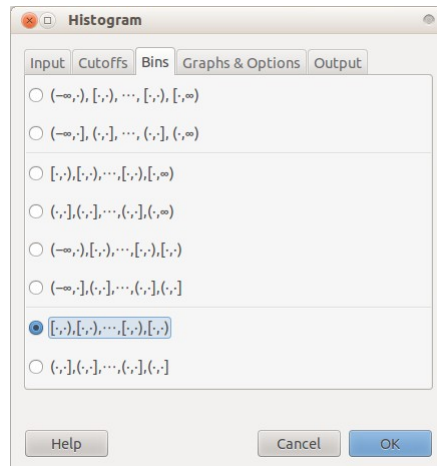 Histogram
Input Cutoffs Bins Graphs & Options Output
(−∞,·), [·,·), ···, [·,·), [·,∞)
(−∞,·], (·,·], ···, (·,·], (·,∞)
[·,·),[·,·),···,[·,·),[·,∞)
(·,·],(·,·],···,(·,·],(·,∞)
(−∞,·),[·,·),···,[·,·),[·,·)
(−∞,·],(·,·],···,(·,·],(·,·]
[·,·),[·,·),···,[·,·),[·,·)
(·,·],(·,·],···,(·,·],(·,·]
Help Cancel OK